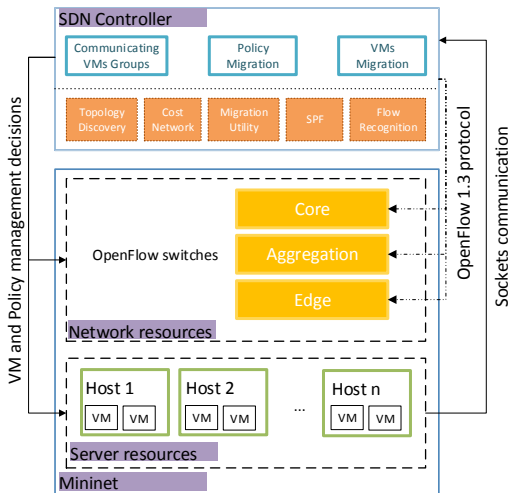 SDN Controller
Communicating
VMs Groups
Policy
Migration
VMs
Migration
Topology
Discovery
Cost
Network
Migration
Utility
SPF
Flow
Recognition
VM and Policy management decisions
OpenFlow 1.3 protocol
Sockets communication
OpenFlow switches
Core
Aggregation
Edge
Network resources
Host 1
VM
VM
Host 2
VM
VM
...
Host n
VM
VM
Server resources
Mininet